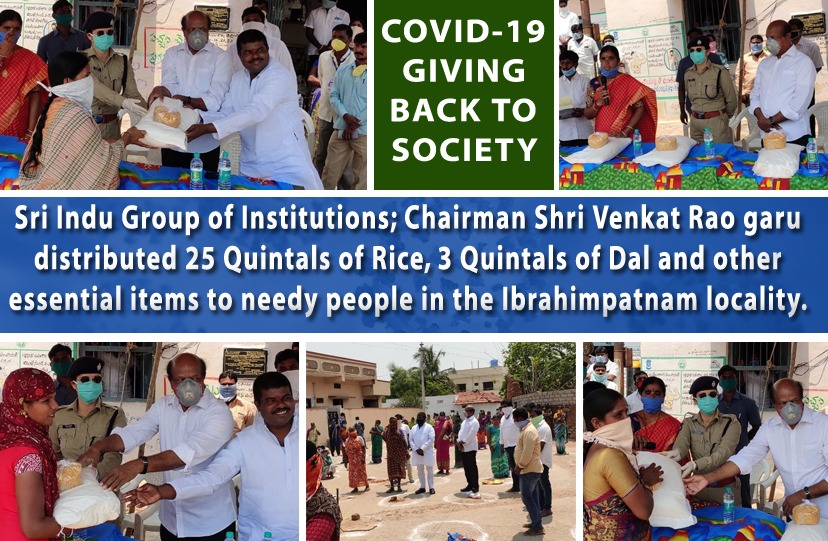 COVID-19
GIVING
BACK TO
SOCIETY
Sri Indu Group of Institutions; Chairman Shri Venkat Rao garu
distributed 25 Quintals of Rice, 3 Quintals of Dal and other
essential items to needy people in the Ibrahimpatnam locality.